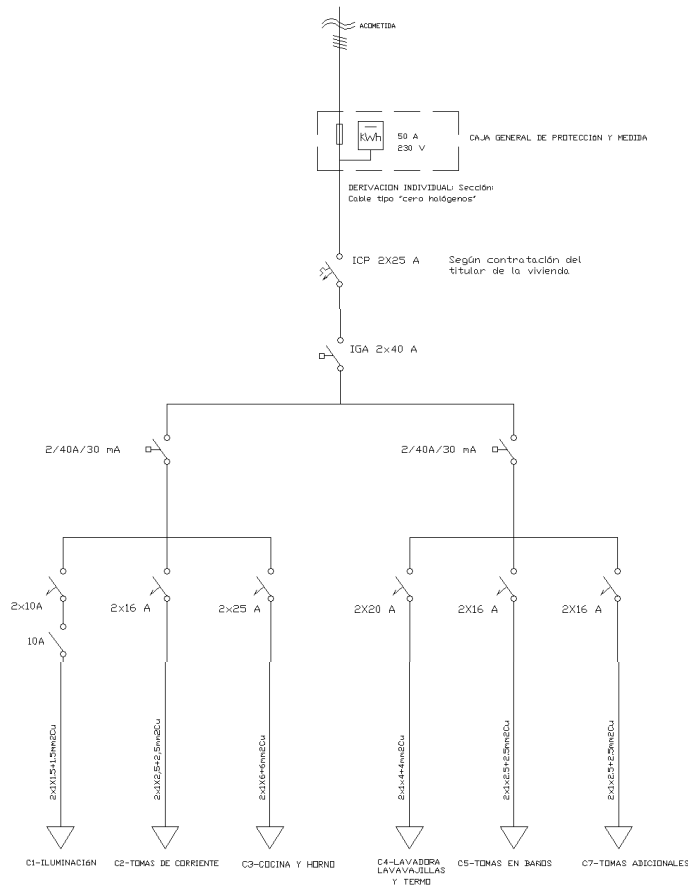 ACOMETIDA
KWh
50 A
230 V
CAJA GENERAL DE PROTECCIóN Y MEDIDA
DERIVACION INDIVIDUAL: Sección:
Cable tipo "cero halógenos"
ICP 2X25 A
Según contratación del
titular de la vivienda
IGA 2x40 A
2/40A/30 mA
2/40A/30 mA
2x10A
2x16 A
2x25 A
2X20 A
2X16 A
2X16 A
10A
2x1X1.5+1.5mm2Cu
2x1X2,5+2,5mm2Cu
2x1X6+6mm2Cu
2x1x4+4mm2Cu
2x1x2.5+2.5mm2Cu
2x1x2.5+2.5mm2Cu
C1-ILUMINACIóN
C2-TOMAS DE CORRIENTE
C3-COCINA Y HORNO
C4-LAVADORA
LAVAVAJILLAS
Y TERMO
C5-TOMAS EN BAñOS
C7-TOMAS ADICIONALES